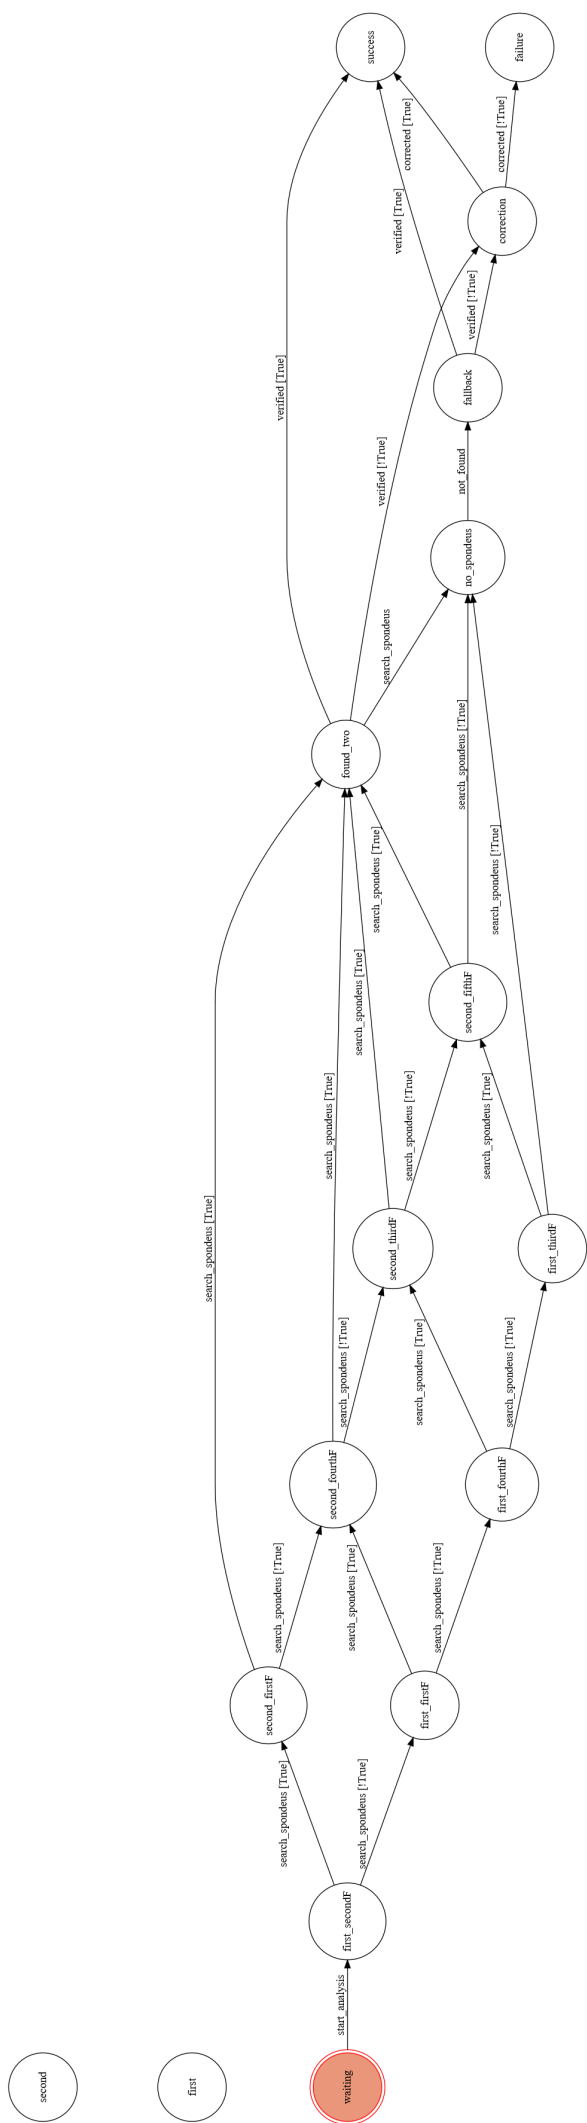 second
first
waiting
start_analysis
first_secondF
search_spondeus [True]
search_spondeus [!True]
second_firstF
first_firstF
search_spondeus [True]
search_spondeus [!True]
search_spondeus [True]
search_spondeus [!True]
second_fourthF
first_fourthF
search_spondeus [True]
search_spondeus [!True]
search_spondeus [True]
search_spondeus [!True]
second_thirdF
first_thirdF
search_spondeus [True]
search_spondeus [!True]
search_spondeus [True]
search_spondeus [!True]
second_fifthF
search_spondeus [True]
search_spondeus [!True]
found_two
verified [True]
verified [!True]
search_spondeus
no_spondeus
not_found
fallback
verified [True]
verified [!True]
correction
corrected [True]
corrected [!True]
success
failure